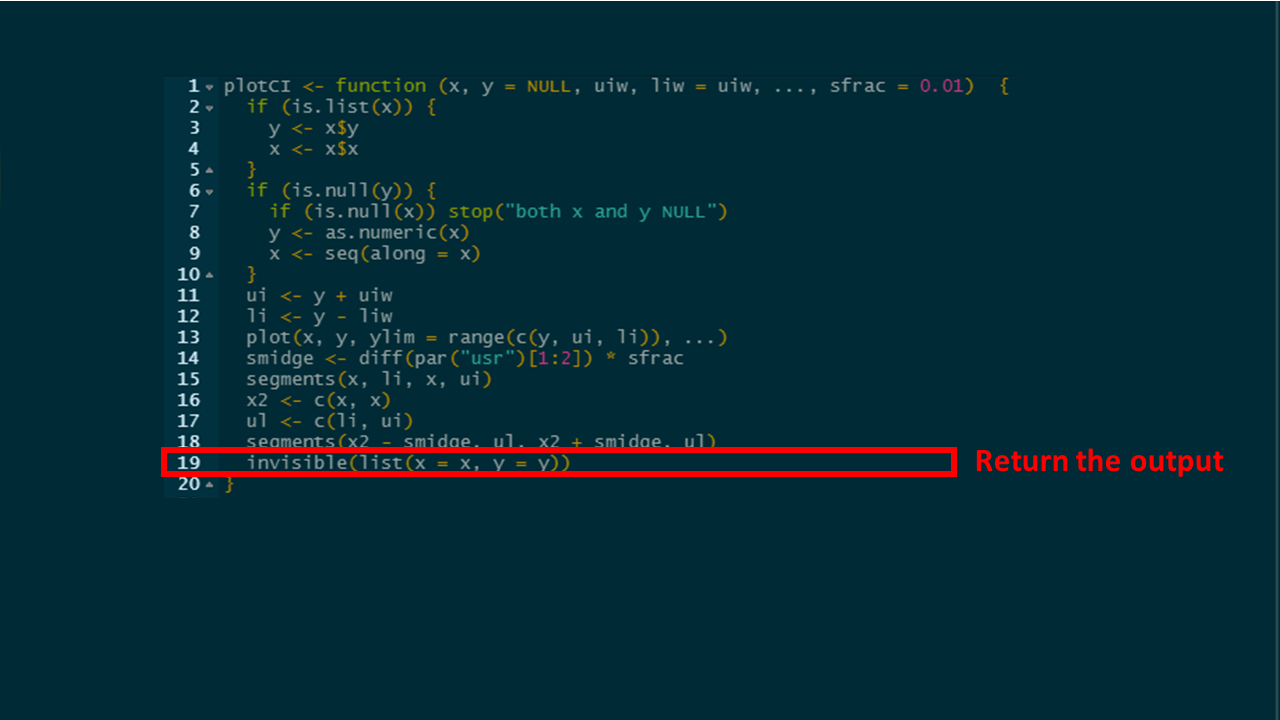 1 plotCI <- function (x, y = NULL, uiw, liw = uiw, ..., sfrac = 0.01) {
2 if (is.list(x)) {
3 y <- x$y
4 x <- x$x
5 }
6 if (is.null(y)) {
7 if (is.null(x)) stop("both x and y NULL")
8 y <- as.numeric(x)
9 x <- seq(along = x)
10 }
11 ui <- y + uiw
12 li <- y - liw
13 plot(x, y, ylim = range(c(y, ui, li)), ...)
14 smidge <- diff(par("usr")[1:2]) * sfrac
15 segments(x, li, x, ui)
16 x2 <- c(x, x)
17 ul <- c(li, ui)
18 segments(x2 - smidge, ul, x2 + smidge, ul)
19 invisible(list(x = x, y = y)) Return the output
20 }